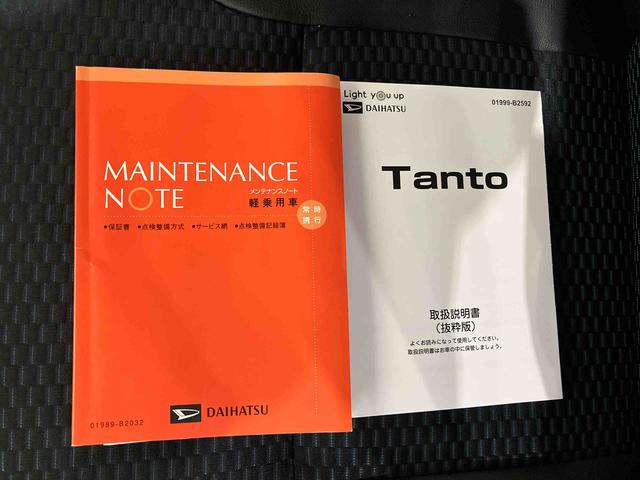 MAINTENANCE
NOTE
メンテナンスノート
軽乗用車
常時
携行
•保証書 •点検整備方式 •サービス網 •点検整備記録簿
01989-B2032
DAIHATSU
Light you up
DAIHATSU
01999-B2592
Tanto
取扱説明書
(抜粋版)
よくお読みになって使用してください。
取扱説明書はお車の中に保管しましょう。